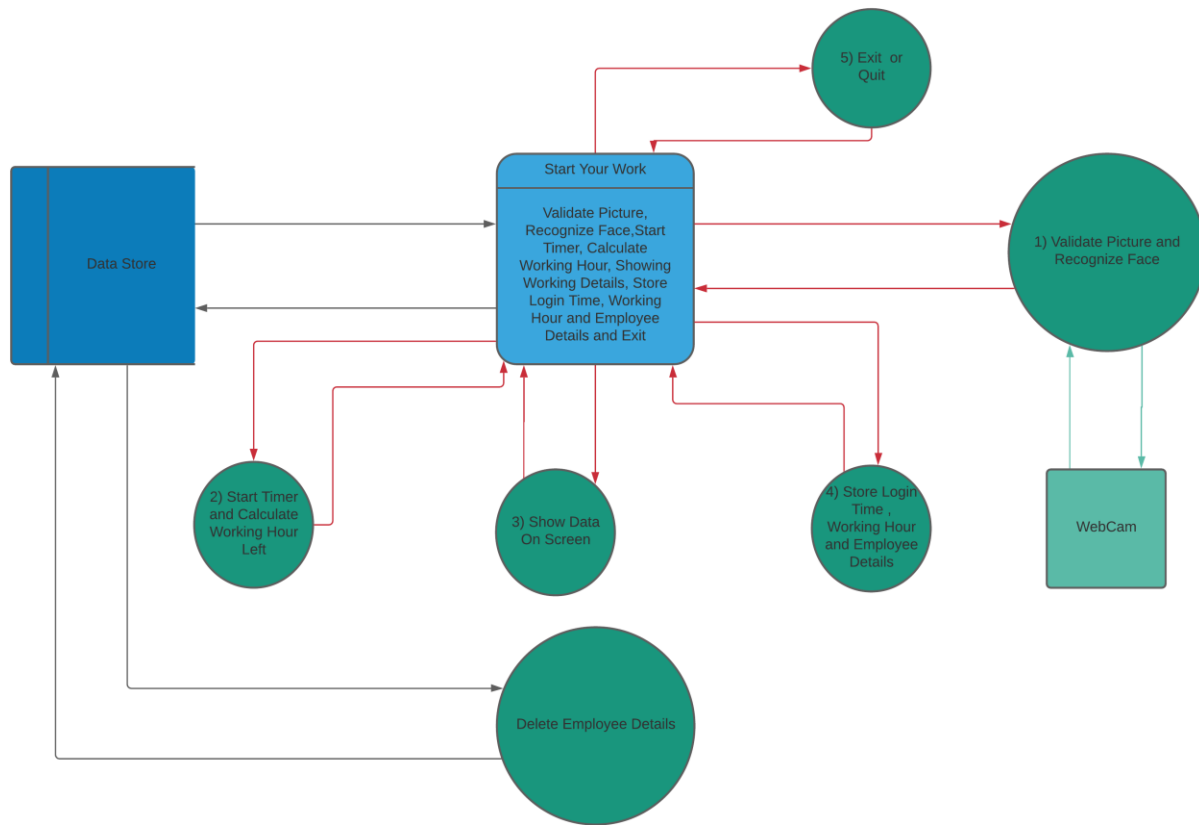 5) Exit or
Quit
Start Your Work
Validate Picture,
Recognize Face,Start
Timer, Calculate
Working Hour, Showing
Working Details, Store
Login Time, Working
Hour and Employee
Details and Exit
Data Store
1) Validate Picture and
Recognize Face
2) Start Timer
and Calculate
Working Hour
Left
3) Show Data
On Screen
4) Store Login
Time ,
Working Hour
and Employee
Details
WebCam
Delete Employee Details